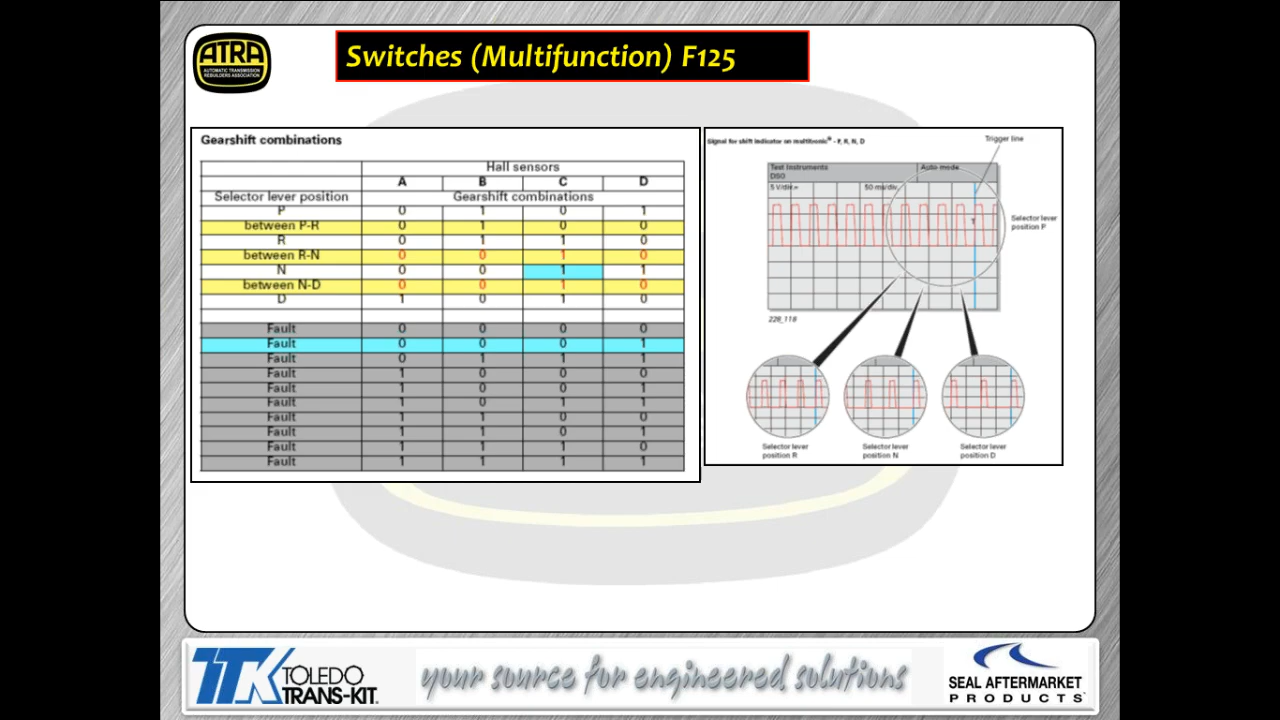 ATRA
AUTOMATIC TRANSMISSION
REBUILDERS ASSOCIATION
Switches (Multifunction) F125
Gearshift combinations
Hall sensors
A B C D
Selector lever position Gearshift combinations
P 0 1 0 1
between P-R 0 1 0 0
R 0 1 1 0
between R-N 0 0 1 0
N 0 0 1 1
between N-D 0 0 1 0
D 1 0 1 0
Fault 0 0 0 0
Fault 0 0 0 1
Fault 0 1 1 1
Fault 1 0 0 0
Fault 1 0 0 1
Fault 1 0 1 1
Fault 1 1 0 0
Fault 1 1 0 1
Fault 1 1 1 0
Fault 1 1 1 1
Signal for shift indicator on multitronic® - P, R, N, D
Trigger line
Test instruments
DSO
Auto mode
5 V/div.=
50 ms/div.
T
Selector lever
position P
228_118
Selector lever
position R
Selector lever
position N
Selector lever
position D
TTK TOLEDO
TRANS-KIT.
your source for engineered solutions
SEAL AFTERMARKET
PRODUCTS